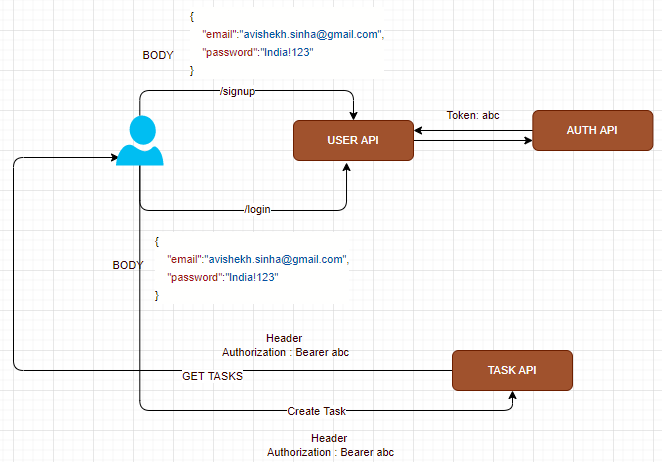 {
"email":"avishekh.sinha@gmail.com",
BODY
"password":"India!123"
}
/signup
Token: abc
USER API
AUTH API
/login
{
"email":"avishekh.sinha@gmail.com",
BODY
"password":"India!123"
}
Header
Authorization : Bearer abc
GET TASKS
TASK API
Create Task
Header
Authorization : Bearer abc